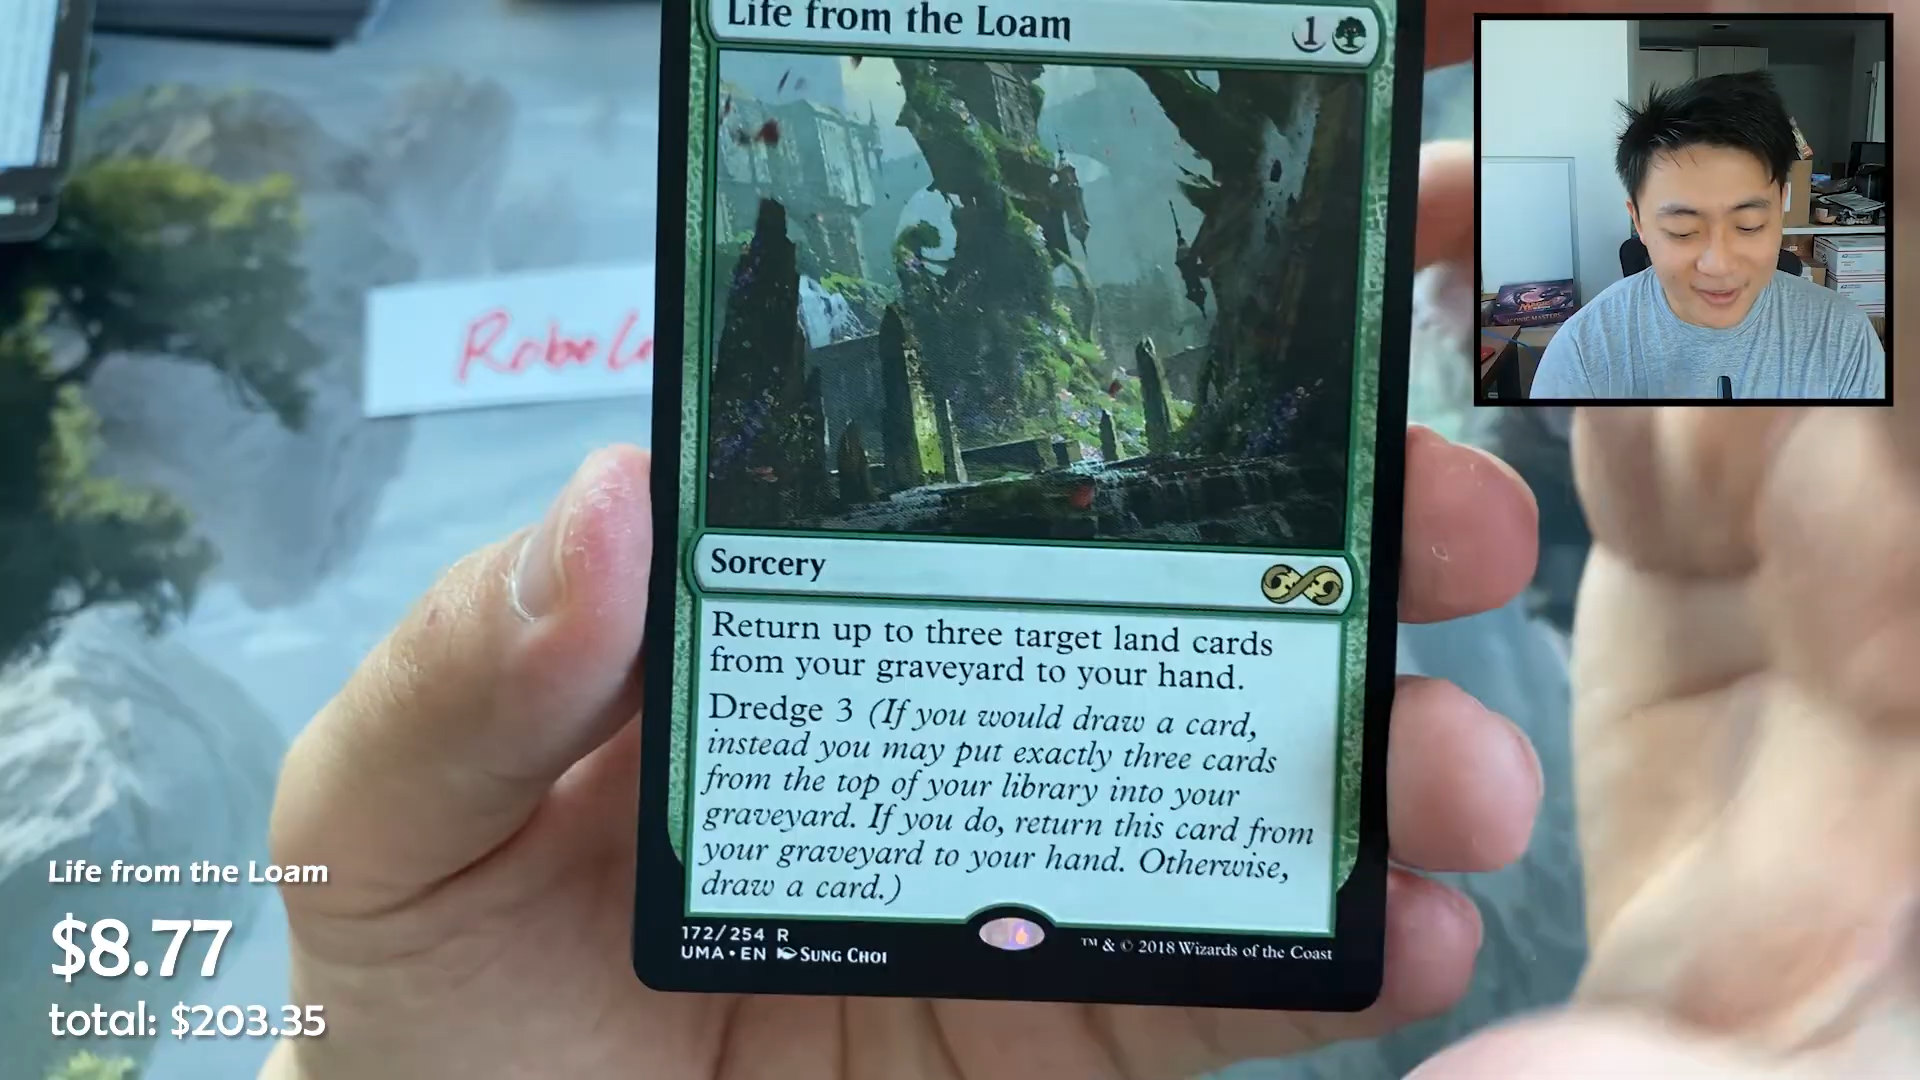 Life from the Loam 1
Sorcery
Return up to three target land cards
from your graveyard to your hand.
Dredge 3 (If you would draw a card,
instead you may put exactly three cards
from the top of your library into your
graveyard. If you do, return this card from
your graveyard to your hand. Otherwise,
draw a card.)
172/254 R
UMA • EN SUNG CHOI
™ & © 2018 Wizards of the Coast
MAGIC
ICONIC MASTERS
Life from the Loam
$8.77
total: $203.35